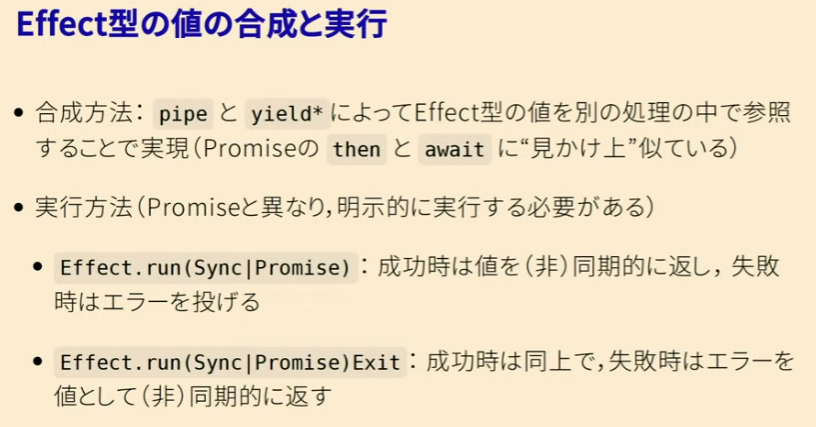 Effect型の値の合成と実行
• 合成方法： pipe と yield* によってEffect型の値を別の処理の中で参照
することで実現（Promiseの then と await に“見かけ上”似ている）
• 実行方法（Promiseと異なり，明示的に実行する必要がある）
• Effect.run(Sync|Promise)： 成功時は値を（非）同期的に返し，失敗
時はエラーを投げる
• Effect.run(Sync|Promise)Exit： 成功時は同上で，失敗時はエラーを
値として（非）同期的に返す